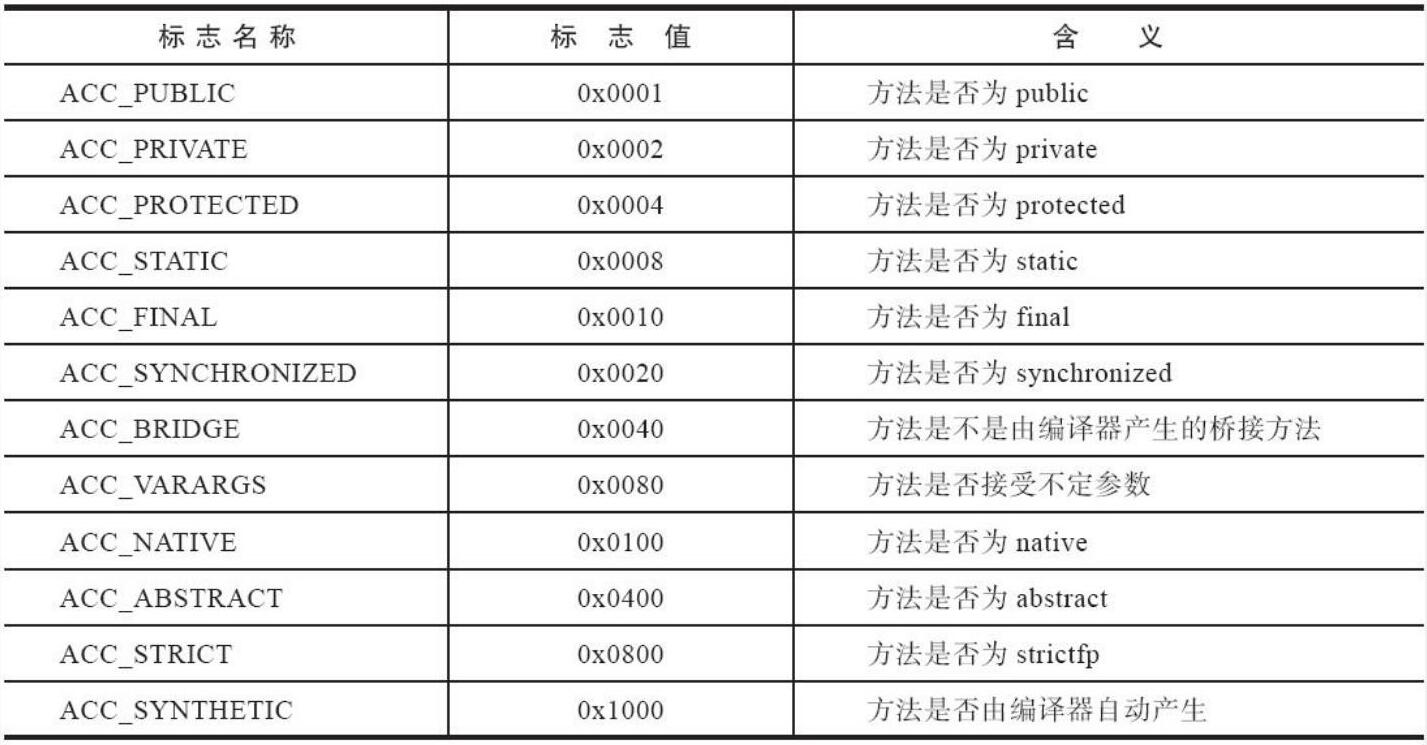 标志名称 标志值 含义
ACC_PUBLIC 0x0001 方法是否为 public
ACC_PRIVATE 0x0002 方法是否为 private
ACC_PROTECTED 0x0004 方法是否为 protected
ACC_STATIC 0x0008 方法是否为 static
ACC_FINAL 0x0010 方法是否为 final
ACC_SYNCHRONIZED 0x0020 方法是否为 synchronized
ACC_BRIDGE 0x0040 方法是不是由编译器产生的桥接方法
ACC_VARARGS 0x0080 方法是否接受不定参数
ACC_NATIVE 0x0100 方法是否为 native
ACC_ABSTRACT 0x0400 方法是否为 abstract
ACC_STRICT 0x0800 方法是否为 strictfp
ACC_SYNTHETIC 0x1000 方法是否由编译器自动产生